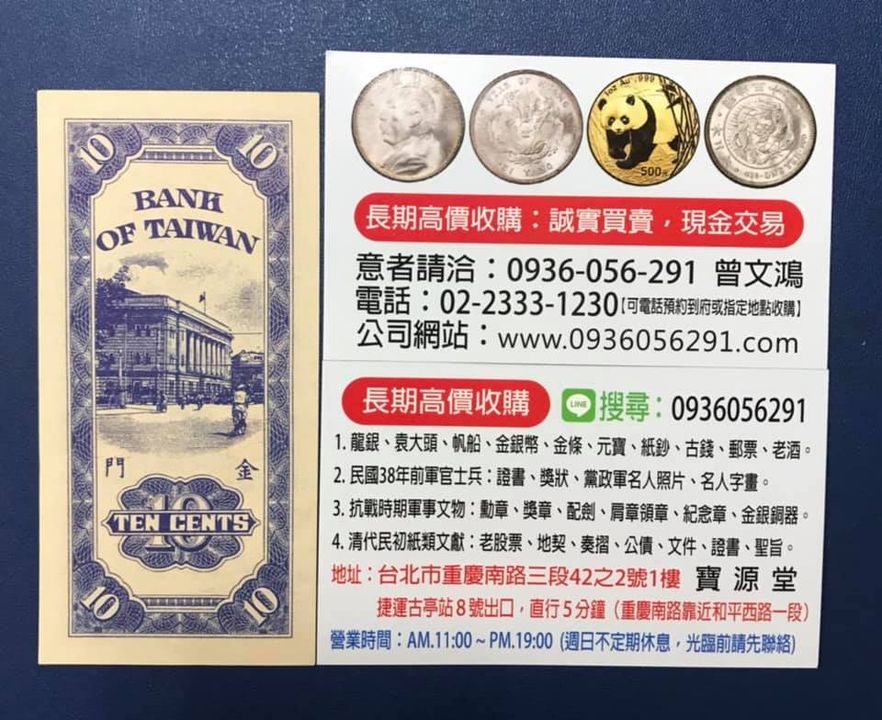 10
10
BANK
OF TAIWAN
門 金
10
TEN CENTS
10
10
1oz Au .999
500元
長期高價收購：誠實買賣，現金交易
意者請洽：0936-056-291 曾文鴻
電話：02-2333-1230【可電話預約到府或指定地點收購】
公司網站：www.0936056291.com
長期高價收購 LINE 搜尋：0936056291
1. 龍銀、袁大頭、帆船、金銀幣、金條、元寶、紙鈔、古錢、郵票、老酒。
2. 民國38年前軍官士兵：證書、獎狀、黨政軍名人照片、名人字畫。
3. 抗戰時期軍事文物：勳章、獎章、配劍、肩章領章、紀念章、金銀銅器。
4. 清代民初紙類文獻：老股票、地契、奏摺、公債、文件、證書、聖旨。
地址：台北市重慶南路三段42之2號1樓 寶源堂
捷運古亭站8號出口，直行5分鐘（重慶南路靠近和平西路一段）
營業時間：AM.11:00~PM.19:00 (週日不定期休息，光臨前請先聯絡)